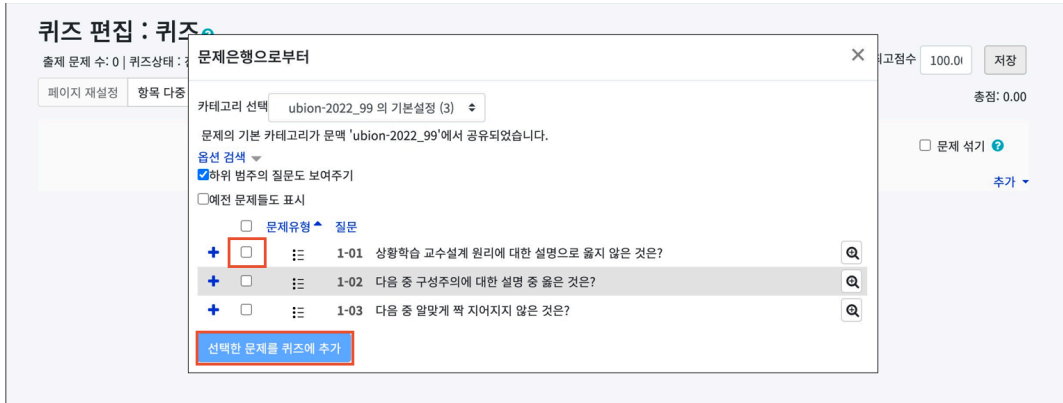 퀴즈 편집 : 퀴즈
출제 문제 수: 0 | 퀴즈상태 :
최고점수 100.00 저장
페이지 재설정 항목 다중
총점: 0.00
문제 섞기
추가
문제은행으로부터
카테고리 선택 ubion-2022_99 의 기본설정 (3)
문제의 기본 카테고리가 문맥 'ubion-2022_99'에서 공유되었습니다.
옵션 검색
하위 범주의 질문도 보여주기
예전 문제들도 표시
문제유형 질문
1-01 상황학습 교수설계 원리에 대한 설명으로 옳지 않은 것은?
1-02 다음 중 구성주의에 대한 설명 중 옳은 것은?
1-03 다음 중 알맞게 짝 지어지지 않은 것은?
선택한 문제를 퀴즈에 추가